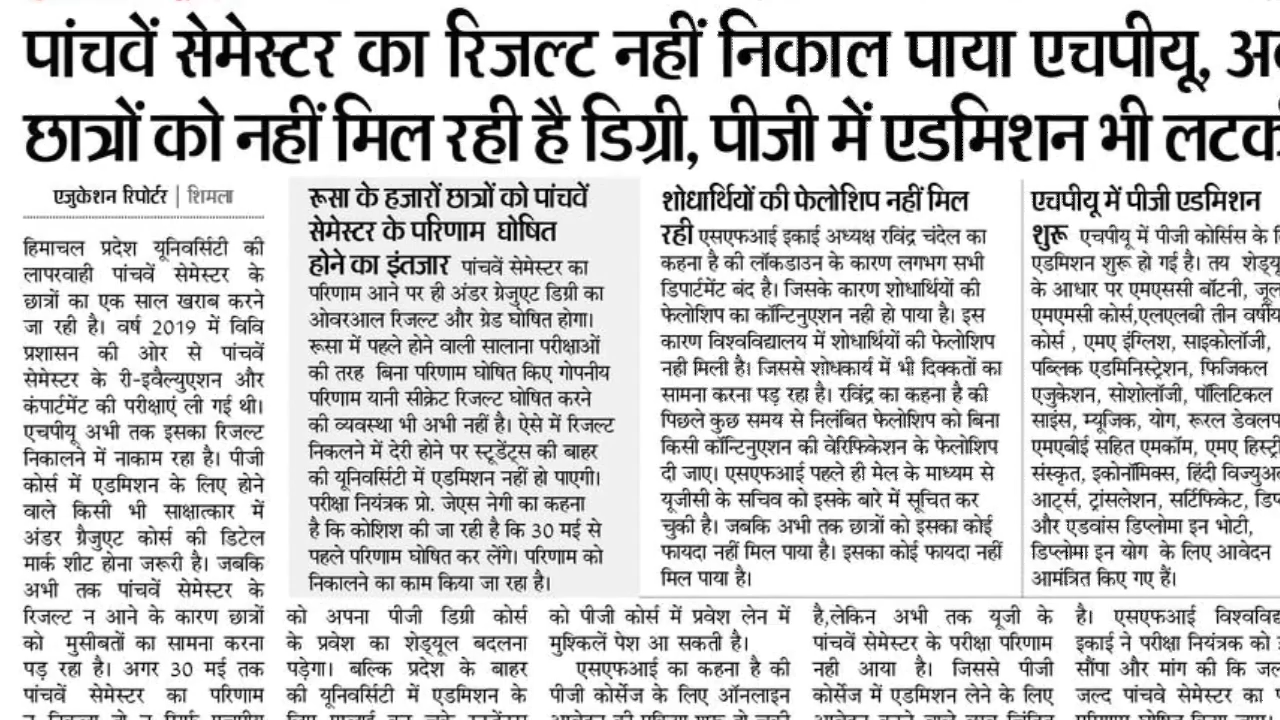 पांचवें सेमेस्टर का रिजल्ट नहीं निकाल पाया एचपीयू,
छात्रों को नहीं मिल रही है डिग्री, पीजी में एडमिशन भी
एजुकेशन रिपोर्टर | शिमला
हिमाचल प्रदेश यूनिवर्सिटी की
लापरवाही पांचवें सेमेस्टर के
छात्रों का एक साल खराब करने
जा रही है। वर्ष 2019 में विवि
प्रशासन की ओर से पांचवें
सेमेस्टर के री-इवैल्युएशन और
कंपार्टमेंट की परीक्षाएं ली गई थी।
एचपीयू अभी तक इसका रिजल्ट
निकालने में नाकाम रहा है। पीजी
कोर्स में एडमिशन के लिए होने
वाले किसी भी साक्षात्कार में
अंडर ग्रैजुएट कोर्स की डिटेल
मार्क शीट होना जरूरी है। जबकि
अभी तक पांचवें सेमेस्टर के
रिजल्ट न आने के कारण छात्रों
को मुसीबतों का सामना करना
पड़ रहा है। अगर 30 मई तक
पांचवें सेमेस्टर का परिणाम
रूसा के हजारों छात्रों को पांचवें
सेमेस्टर के परिणाम घोषित
होने का इंतजार पांचवें सेमेस्टर का
परिणाम आने पर ही अंडर ग्रेजुएट डिग्री का
ओवरआल रिजल्ट और ग्रेड घोषित होगा।
रूसा में पहले होने वाली सालाना परीक्षाओं
की तरह बिना परिणाम घोषित किए गोपनीय
परिणाम यानी सीक्रेट रिजल्ट घोषित करने
की व्यवस्था भी अभी नहीं है। ऐसे में रिजल्ट
निकलने में देरी होने पर स्टूडेंट्स की बाहर
की यूनिवर्सिटी में एडमिशन नहीं हो पाएगी।
परीक्षा नियंत्रक प्रो. जेएस नेगी का कहना
है कि कोशिश की जा रही है कि 30 मई से
पहले परिणाम घोषित कर लेंगे। परिणाम को
निकालने का काम किया जा रहा है।
शोधार्थियों की फेलोशिप नहीं मिल
रही एसएफआई इकाई अध्यक्ष रविंद्र चंदेल का
कहना है की लॉकडाउन के कारण लगभग सभी
डिपार्टमेंट बंद है। जिसके कारण शोधार्थियों की
फेलोशिप का कॉन्टिनुएशन नही हो पाया है। इस
कारण विश्वविद्यालय में शोधार्थियों की फेलोशिप
नही मिली है। जिससे शोधकार्य में भी दिक्कतों का
सामना करना पड़ रहा है। रविंद्र का कहना है की
पिछले कुछ समय से निलंबित फेलोशिप को बिना
किसी कॉन्टिनुएशन की वेरिफिकेशन के फेलोशिप
दी जाए। एसएफआई पहले ही मेल के माध्यम से
यूजीसी के सचिव को इसके बारे में सूचित कर
चुकी है। जबकि अभी तक छात्रों को इसका कोई
फायदा नहीं मिल पाया है। इसका कोई फायदा नहीं
मिल पाया है।
एचपीयू में पीजी एडमिशन
शुरू एचपीयू में पीजी कोर्सिस के
एडमिशन शुरू हो गई है। तय
के आधार पर एमएससी बॉटनी,
एमएमसी कोर्स,एलएलबी तीन वर्षीय
कोर्स , एमए इंग्लिश, साइकोलॉजी,
पब्लिक एडमिनिस्ट्रेशन, फिजिकल
एजुकेशन, सोशोलॉजी, पॉलिटिकल
साइंस, म्यूजिक, योग, रूरल
एमएबीई सहित एमकॉम, एमए
संस्कृत, इकोनॉमिक्स, हिंदी
आर्ट्स, ट्रांसलेशन, सर्टिफिकेट,
और एडवांस डिप्लोमा इन भोटी,
डिप्लोमा इन योग के लिए आवेदन
आमंत्रित किए गए हैं।
को अपना पीजी डिग्री कोर्स
के प्रवेश का शेड्यूल बदलना
पड़ेगा। बल्कि प्रदेश के बाहर
की यूनिवर्सिटी में एडमिशन के
को पीजी कोर्स में प्रवेश लेन में
मुश्किलें पेश आ सकती है।
एसएफआई का कहना है की
पीजी कोर्सेज के लिए ऑनलाइन
है,लेकिन अभी तक यूजी के
पांचवें सेमेस्टर के परीक्षा परिणाम
नही आया है। जिससे पीजी
कोर्सेज में एडमिशन लेने के लिए
है। एसएफआई
इकाई ने परीक्षा नियंत्रक को
सौंपा और मांग की कि
जल्द पांचवे सेमेस्टर का